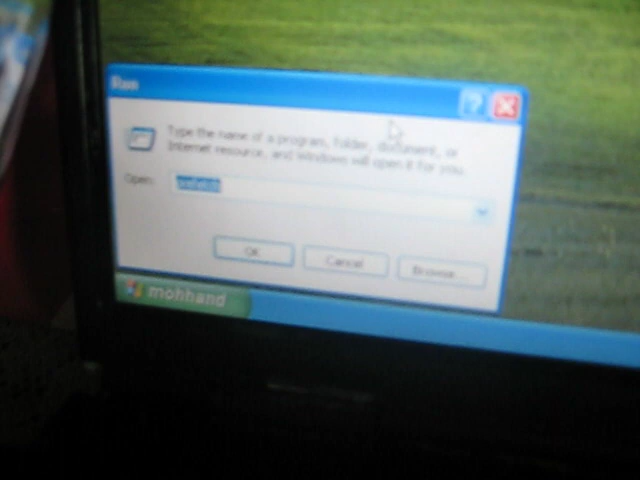 Run
Type the name of a program, folder, document, or
Internet resource, and Windows will open it for you.
Open:
prefetch
OK
Cancel
Browse...
mohhand